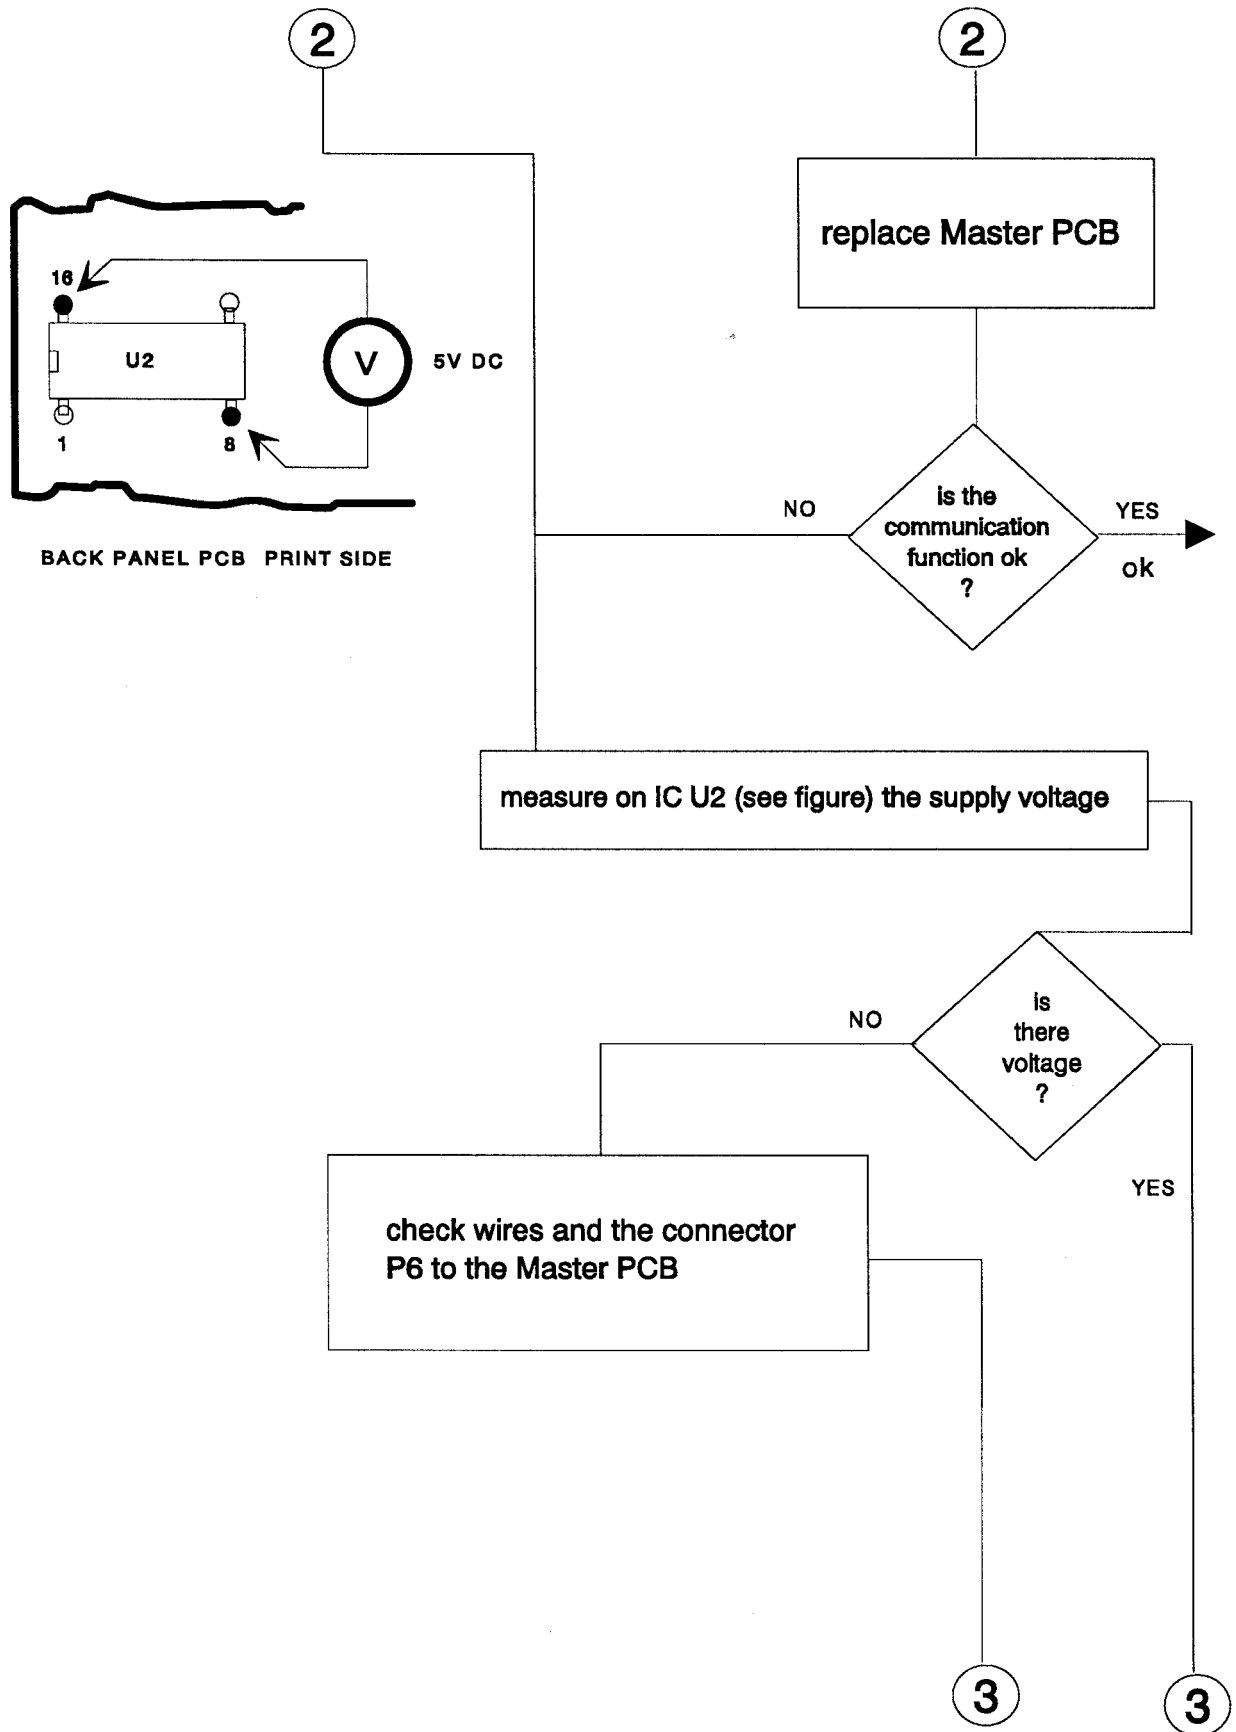 2
2
replace Master PCB
16
U2
V
5V DC
1
8
BACK PANEL PCB PRINT SIDE
is the
communication
function ok
?
NO
YES
ok
measure on IC U2 (see figure) the supply voltage
is
there
voltage
?
NO
YES
check wires and the connector
P6 to the Master PCB
3
3